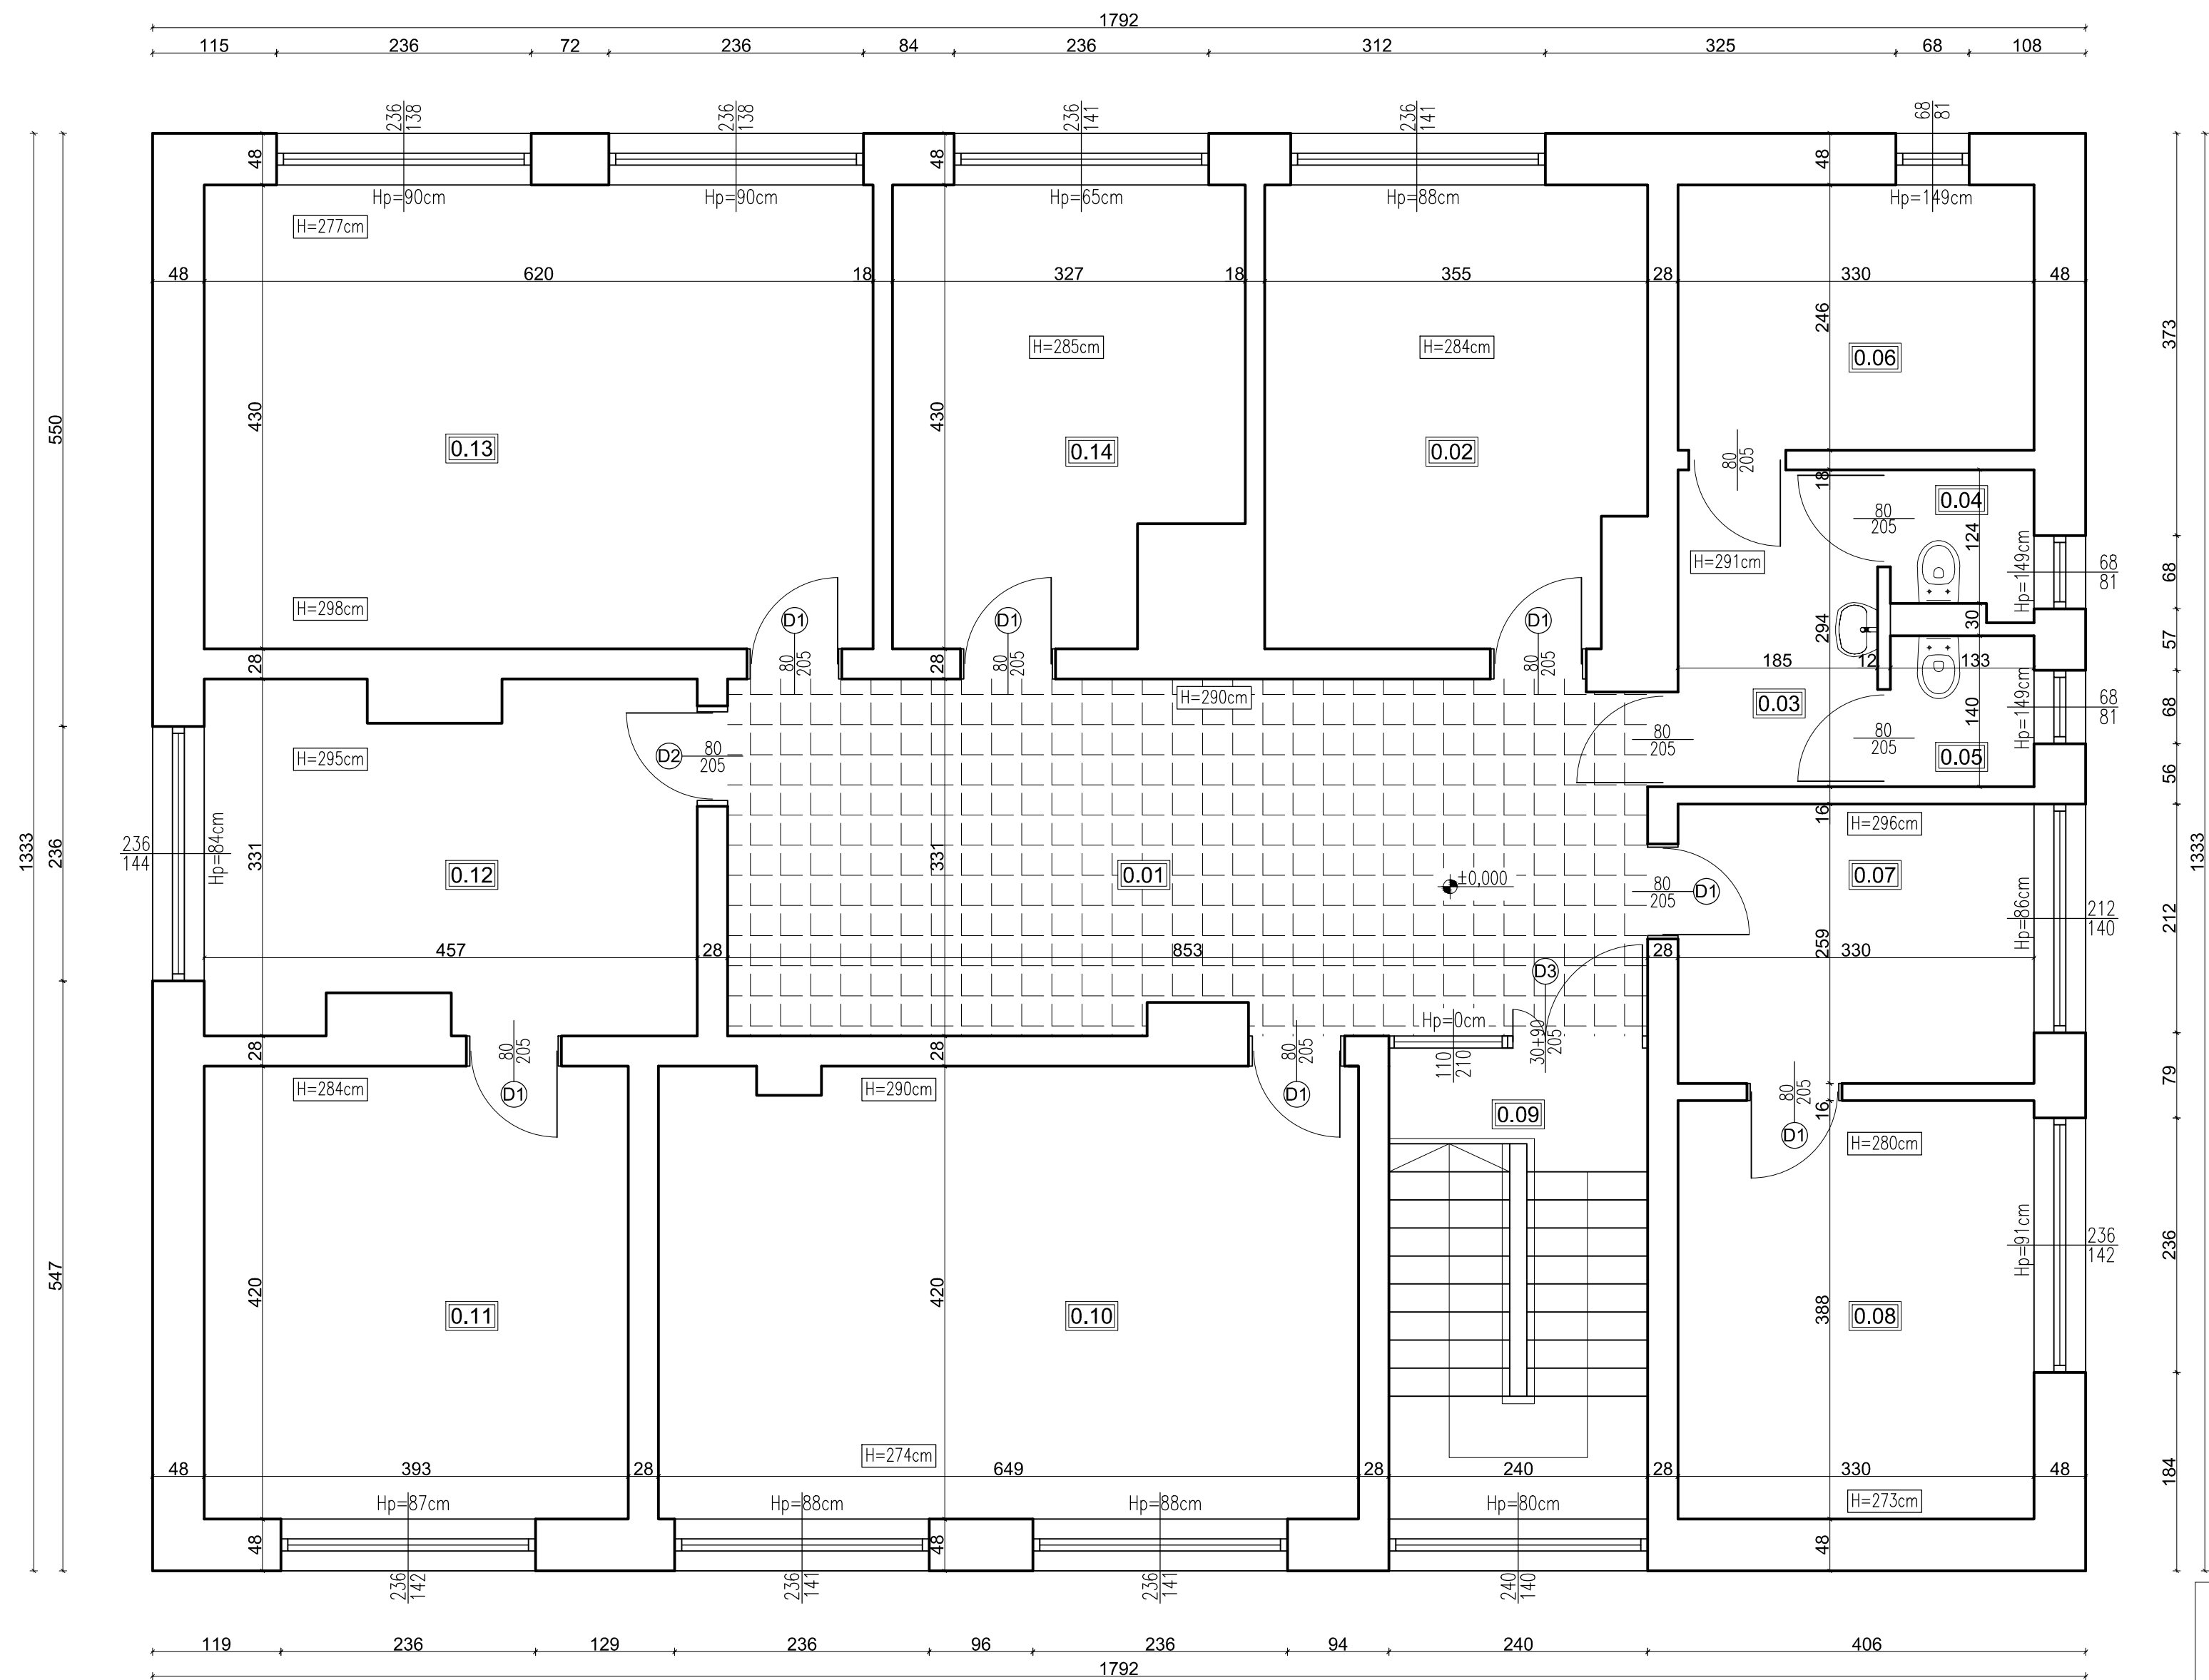 1792
115 236 72 236 84 236 312 325 68 108
236 138 236 138 236 141 236 141 68 81
48 48 48
Hp=90cm Hp=90cm Hp=65cm Hp=88cm Hp=149cm
H=277cm
48 620 18 327 18 355 28 330 48
246
373
H=285cm H=284cm
0.06
430 430
550
0.13 0.14 0.02
80 205
18
0.04
80 205
124
H=291cm
Hp=149cm
68 81
68
H=298cm
D1 D1 D1
294
30
57
28 80 205 28 80 205 80 205
185 12 133
H=290cm
0.03
Hp=149cm
140
68 81
68
D2 80 205
80 205
80 205
0.05
H=295cm
56
16
H=296cm
1333
236
236 144
Hp=84cm
331
0.12
331
0.01
±0,000
80 205 D1
0.07
Hp=86cm
212 140
212
1333
457 28 853 28 259 330
D3
Hp=0cm
28 80 205 28 80 205 110 210 30+90 205
H=284cm
D1
H=290cm
D1
0.09
80 205
16
D1
79
H=280cm
547
420
0.11
420
0.10
388
0.08
Hp=91cm
236 142
236
H=274cm
48 393 28 649 28 240 28 330 48
184
Hp=87cm Hp=88cm Hp=88cm Hp=80cm
H=273cm
48 48 48
236 142 236 141 236 141 240 140
119 236 129 236 96 236 94 240 406
1792